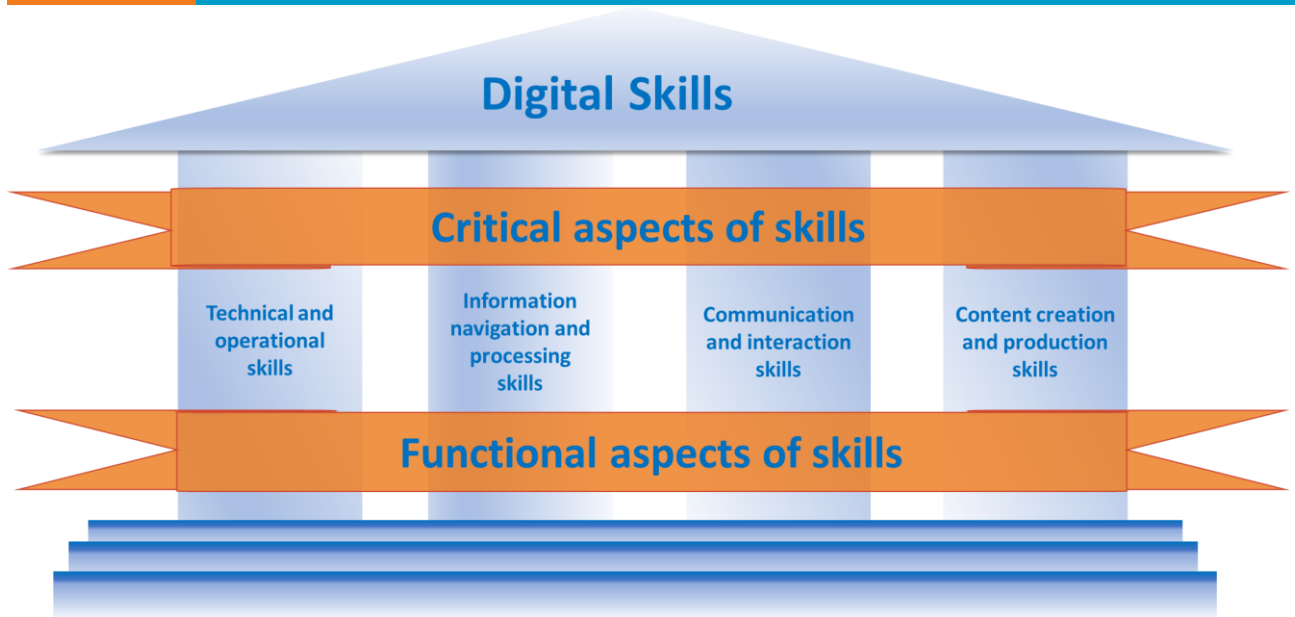 Digital Skills
Critical aspects of skills
Technical and
operational
skills
Information
navigation and
processing
skills
Communication
and interaction
skills
Content creation
and production
skills
Functional aspects of skills